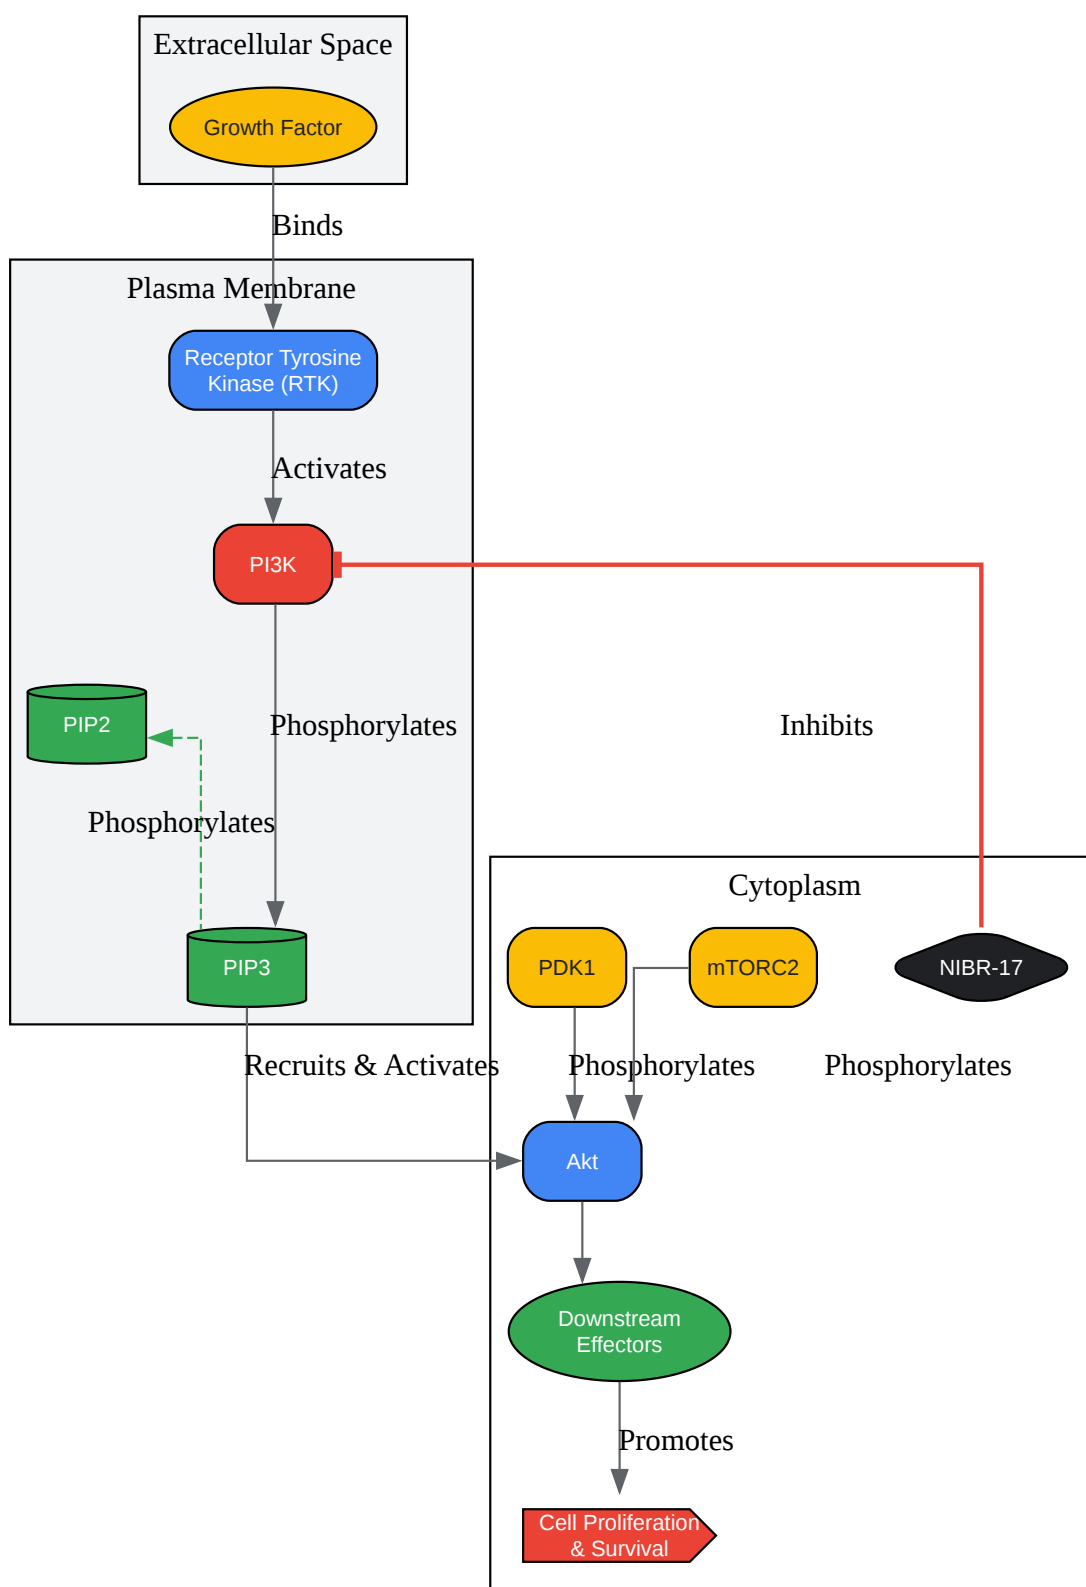 Extracellular Space
Growth Factor
Binds
Plasma Membrane
Receptor Tyrosine
Kinase (RTK)
Activates
PI3K
PIP2
Phosphorylates
Inhibits
Phosphorylates
Cytoplasm
PIP3
PDK1
mTORC2
NIBR-17
Recruits & Activates
Phosphorylates
Phosphorylates
Akt
Downstream
Effectors
Promotes
Cell Proliferation
& Survival